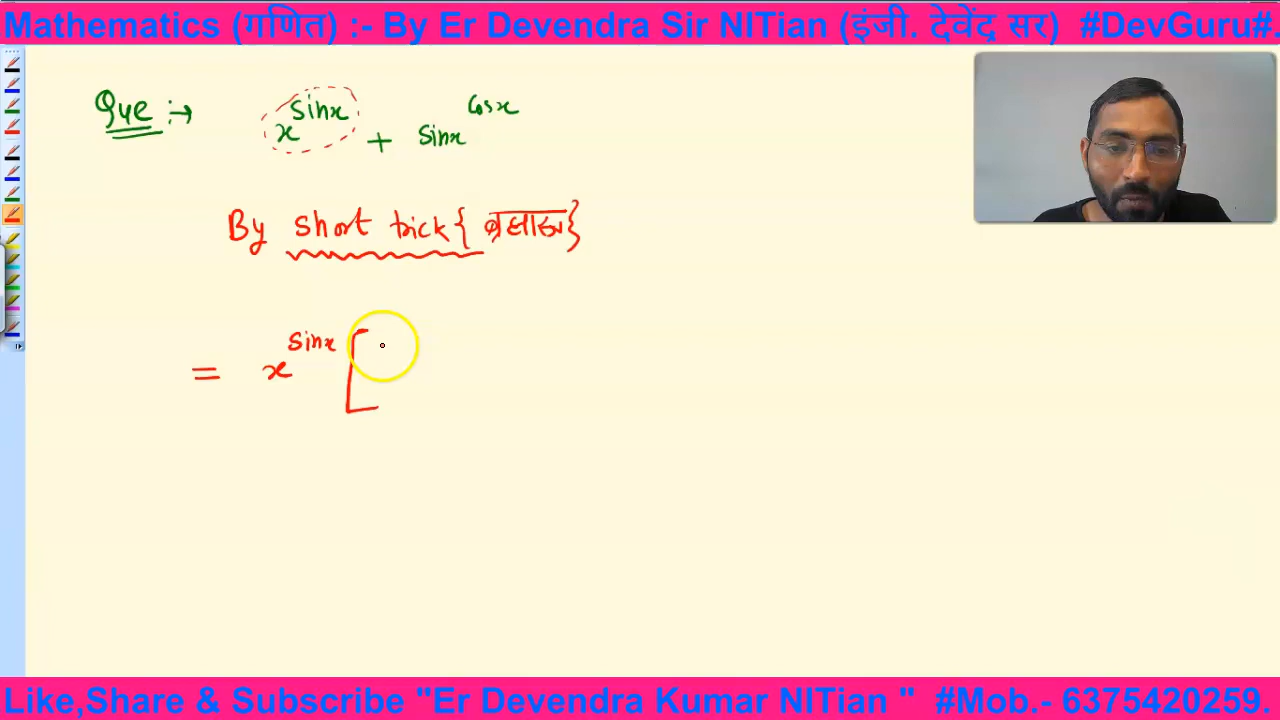 Mathematics (गणित) :- By Er Devendra Sir NITian (इंजी. देवेंद्र सर) #DevGuru#.
Que :→ x^sinx + sinx^cosx
By short trick {
= x^sinx [
Like,Share & Subscribe "Er Devendra Kumar NITian " #Mob.- 6375420259.